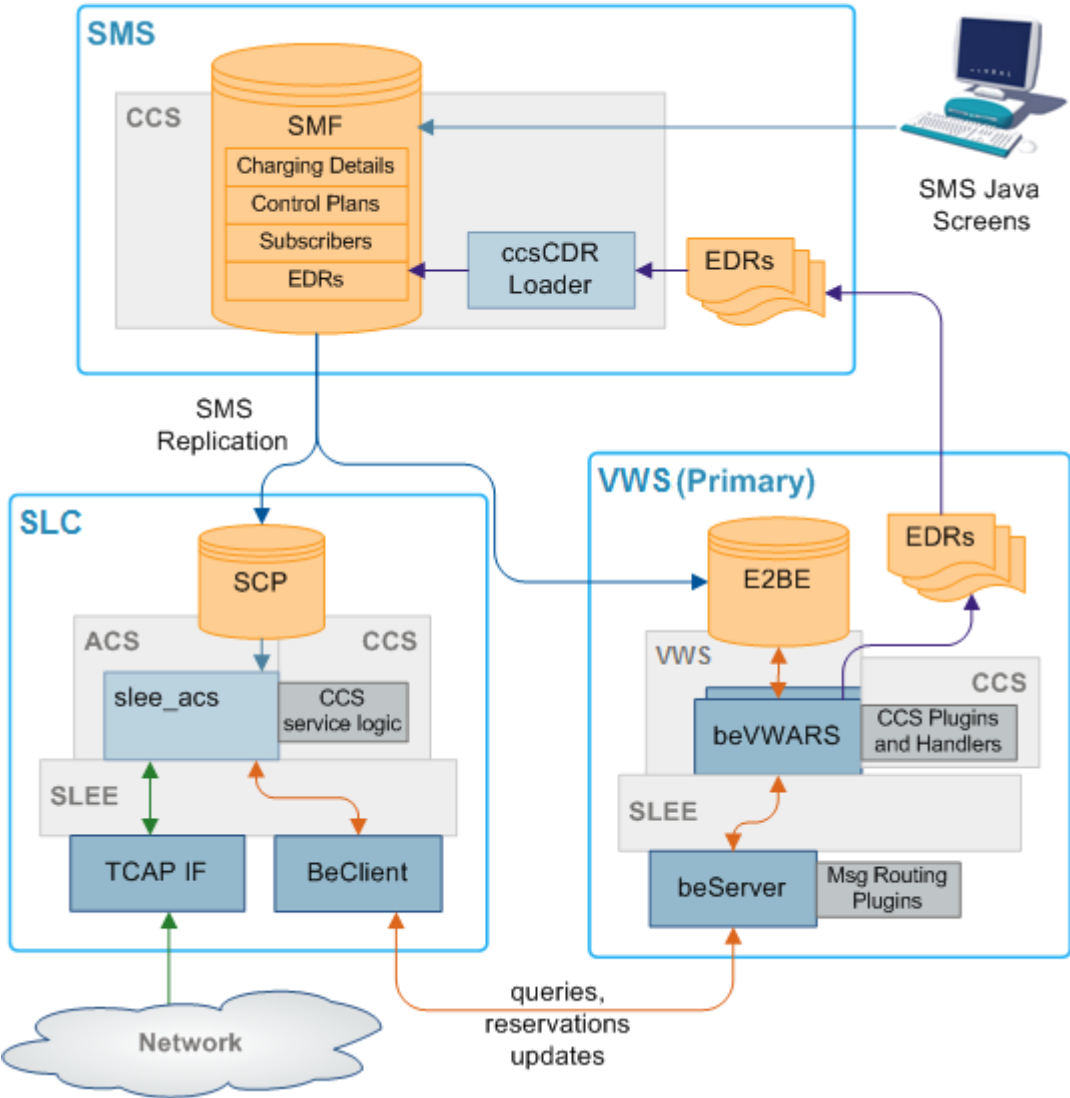 SMS
CCS
SMF
Charging Details
Control Plans
Subscribers
EDRs
ccsCDR
Loader
EDRs
SMS Java
Screens
SMS
Replication
SLC
SCP
ACS
CCS
slee_acs
CCS
service logic
SLEE
TCAP IF
BeClient
Network
queries,
reservations
updates
VWS (Primary)
E2BE
EDRs
VWS
CCS
beVWARS
CCS Plugins
and Handlers
SLEE
beServer
Msg Routing
Plugins